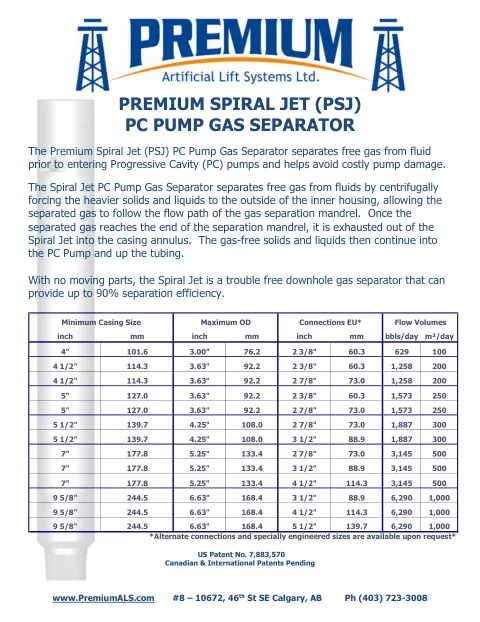 PREMIUM
Artificial Lift Systems Ltd.
PREMIUM SPIRAL JET (PSJ)
PC PUMP GAS SEPARATOR
The Premium Spiral Jet (PSJ) PC Pump Gas Separator separates free gas from fluid
prior to entering Progressive Cavity (PC) pumps and helps avoid costly pump damage.
The Spiral Jet PC Pump Gas Separator separates free gas from fluids by centrifugally
forcing the heavier solids and liquids to the outside of the inner housing, allowing the
separated gas to follow the flow path of the gas separation mandrel.  Once the
separated gas reaches the end of the separation mandrel, it is exhausted out of the
Spiral Jet into the casing annulus.  The gas-free solids and liquids then continue into
the PC Pump and up the tubing.
With no moving parts, the Spiral Jet is a trouble free downhole gas separator that can
provide up to 90% separation efficiency.
Minimum Casing Size Maximum OD Connections EU* Flow Volumes
inch mm inch mm inch mm bbls/day m³/day
4" 101.6 3.00" 76.2 2 3/8" 60.3 629 100
4 1/2" 114.3 3.63" 92.2 2 3/8" 60.3 1,258 200
4 1/2" 114.3 3.63" 92.2 2 7/8" 73.0 1,258 200
5" 127.0 3.63" 92.2 2 3/8" 60.3 1,573 250
5" 127.0 3.63" 92.2 2 7/8" 73.0 1,573 250
5 1/2" 139.7 4.25" 108.0 2 7/8" 73.0 1,887 300
5 1/2" 139.7 4.25" 108.0 3 1/2" 88.9 1,887 300
7" 177.8 5.25" 133.4 2 7/8" 73.0 3,145 500
7" 177.8 5.25" 133.4 3 1/2" 88.9 3,145 500
7" 177.8 5.25" 133.4 4 1/2" 114.3 3,145 500
9 5/8" 244.5 6.63" 168.4 3 1/2" 88.9 6,290 1,000
9 5/8" 244.5 6.63" 168.4 4 1/2" 114.3 6,290 1,000
9 5/8" 244.5 6.63" 168.4 5 1/2" 139.7 6,290 1,000
*Alternate connections and specially engineered sizes are available upon request*
US Patent No. 7,883,570
Canadian & International Patents Pending
www.PremiumALS.com #8 – 10672, 46th St SE Calgary, AB Ph (403) 723-3008